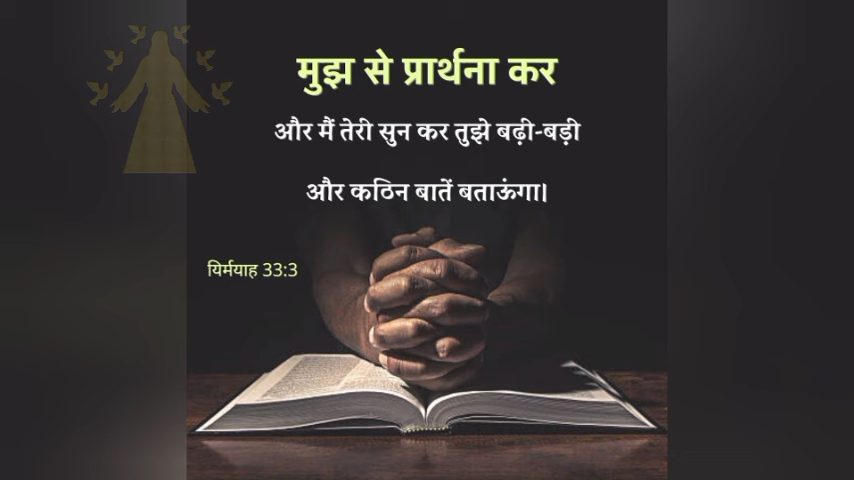 मुझ से प्रार्थना कर
और मैं तेरी सुन कर तुझे बढ़ी-बड़ी
और कठिन बातें बताऊंगा।
यिर्मयाह 33:3